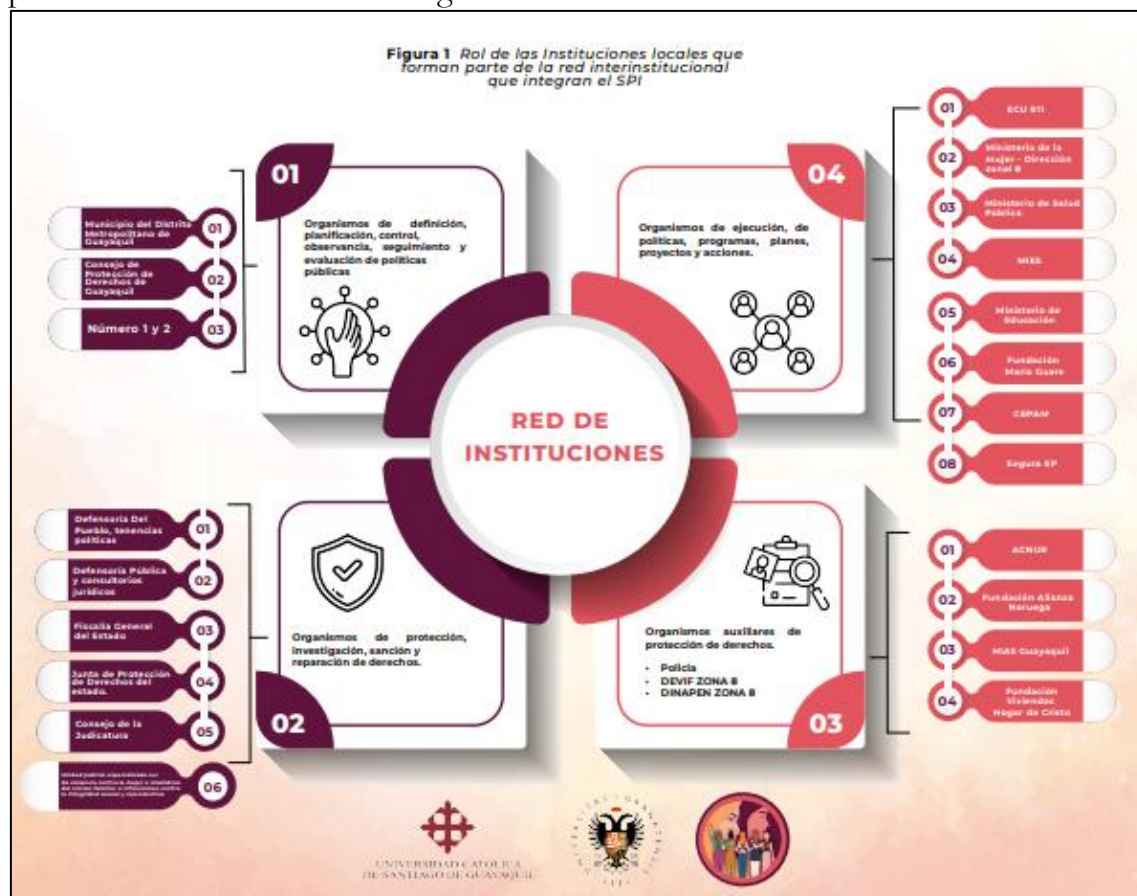 Figura 1 Rol de las Instituciones locales que
forman parte de la red interinstitucional
que integran el SPI
01
Organismos de definición,
planificación, control,
observancia, seguimiento y
evaluación de políticas
públicas
Municipio del Distrito
Metropolitano de
Guayaquil
01
Consejo de
Protección de
Derechos de
Guayaquil
02
Número 1 y 2
03
04
Organismos de ejecución, de
políticas, programas, planes,
proyectos y acciones.
01
ECU 911
02
Ministerio de la
Mujer - Dirección
zonal 8
03
Ministerio de Salud
Pública
04
MIES
05
Ministerio de
Educación
06
Fundación
María Guare
07
CEPAM
08
Segura EP
RED DE
INSTITUCIONES
02
Organismos de protección,
investigación, sanción y
reparación de derechos.
Defensoría Del
Pueblo, tenencias
políticas
01
Defensoría Pública
y consultorios
jurídicos
02
Fiscalía General
del Estado
03
Junta de Protección
de Derechos del
estado.
04
Consejo de la
Judicatura
05
06
03
Organismos auxiliares de
protección de derechos.
• Policía
• DEVIF ZONA 8
• DINAPEN ZONA 8
01
ACNUR
02
Fundación Alianza
Noruega
03
HIAS Guayaquil
04
Fundación
Viviendas
Hogar de Cristo
UNIVERSIDAD CATOLICA
DE SANTIAGO DE GUAYAQUIL